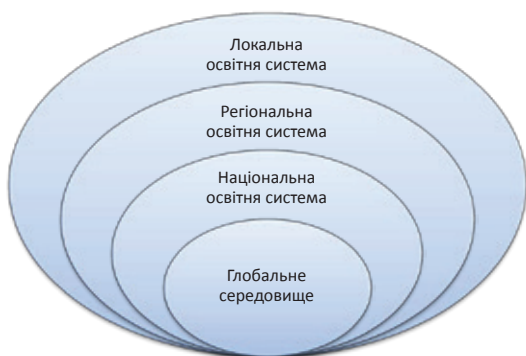 Локальна
освітня система
Регіональна
освітня система
Національна
освітня система
Глобальне
середовище